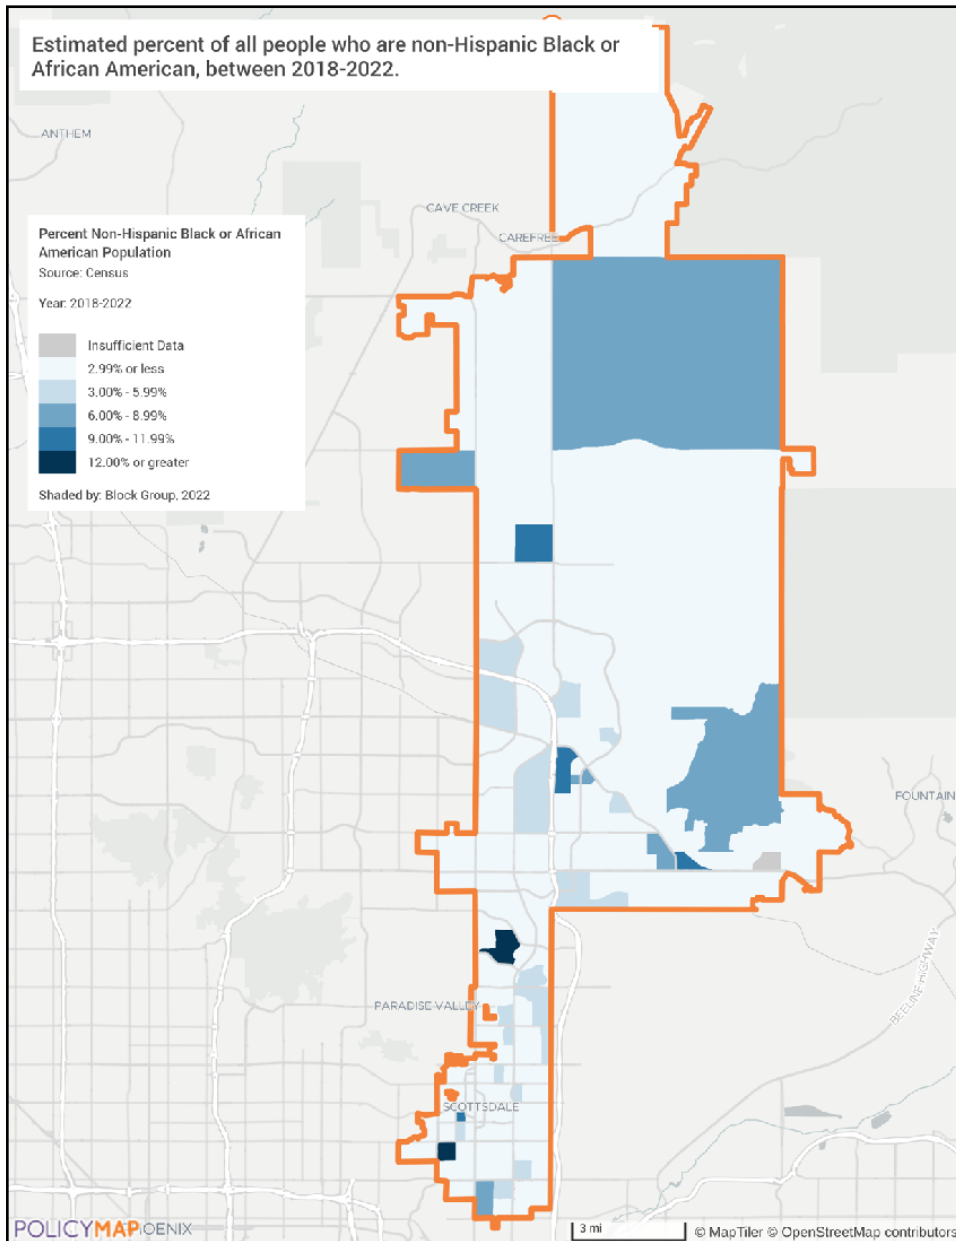 Estimated percent of all people who are non-Hispanic Black or
African American, between 2018-2022.
ANTHEM
CAVE CREEK
CAREFREE
Percent Non-Hispanic Black or African
American Population
Source: Census
Year: 2018-2022
Insufficient Data
2.99% or less
3.00% - 5.99%
6.00% - 8.99%
9.00% - 11.99%
12.00% or greater
Shaded by: Block Group, 2022
FOUNTAIN
BEELINE HIGHWAY
PARADISE VALLEY
SCOTTSDALE
POLICYMAP OENIX
3 mi
© MapTiler © OpenStreetMap contributors